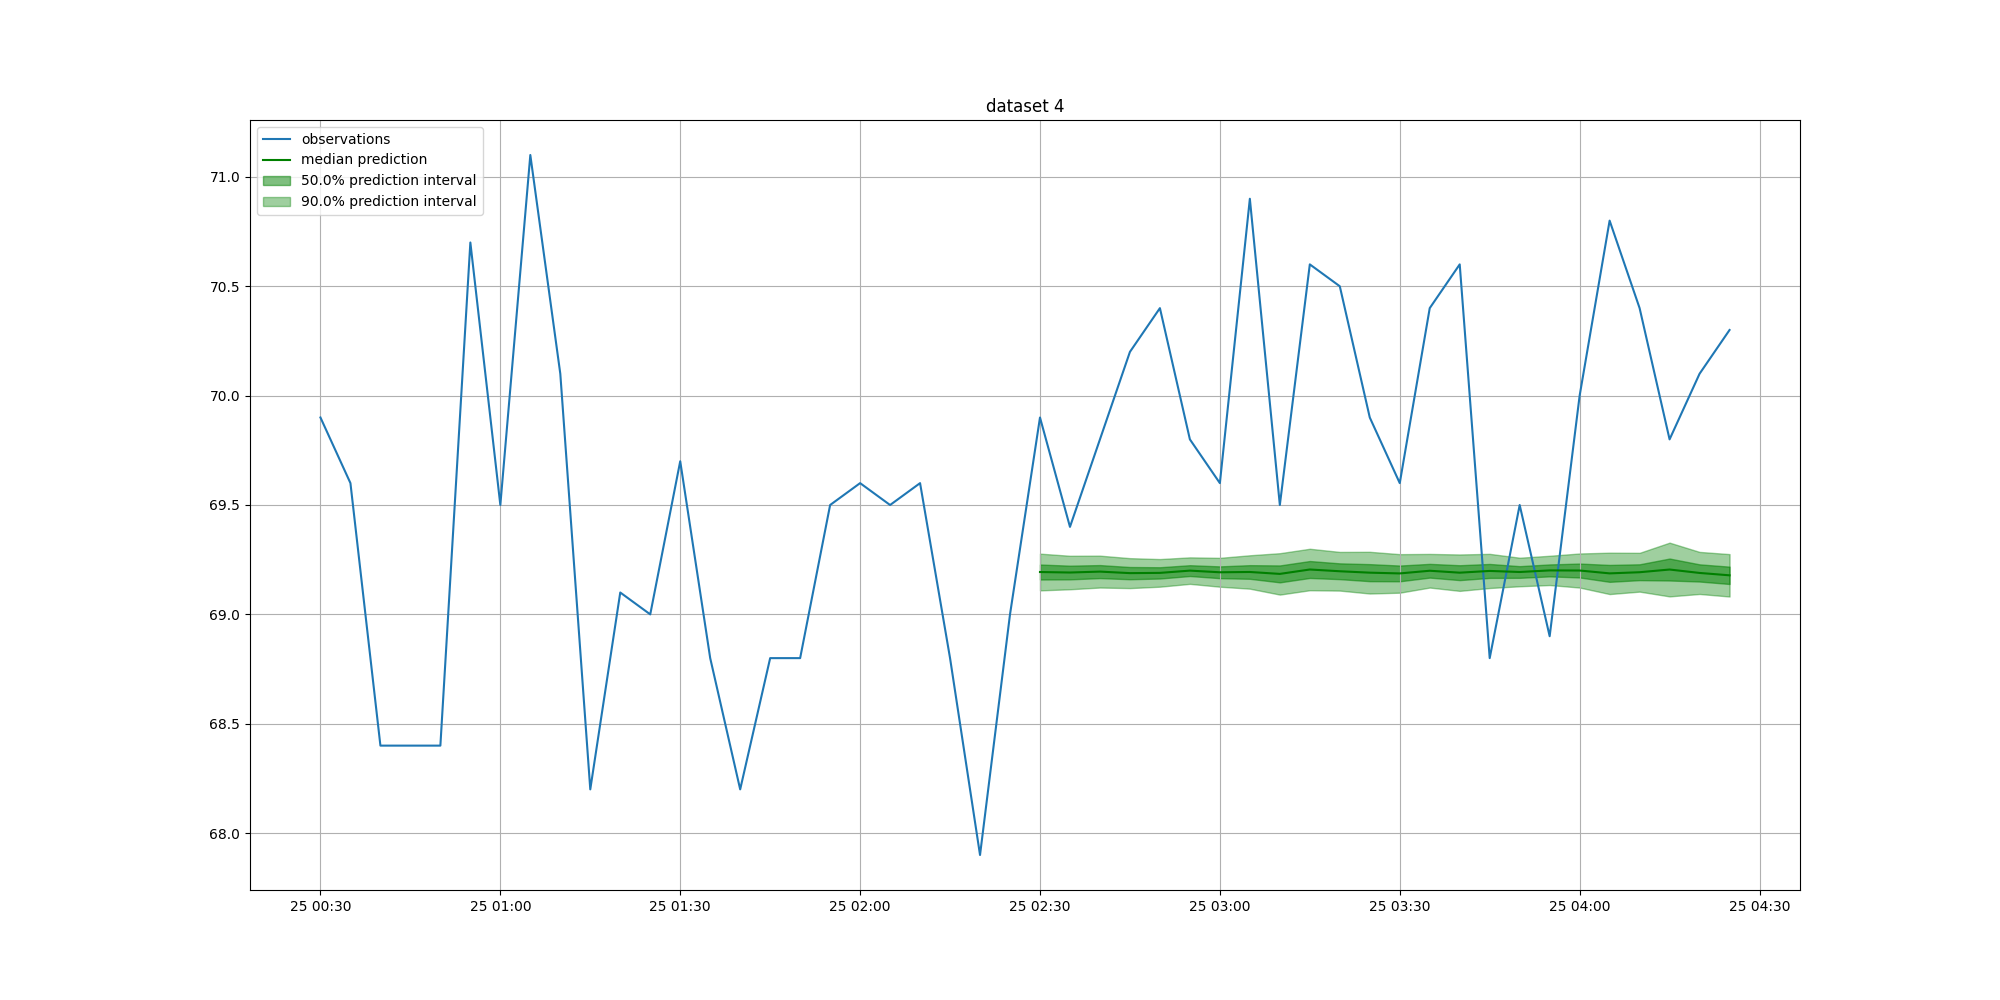 dataset 4
observations
median prediction
50.0% prediction interval
90.0% prediction interval
71.0
70.5
70.0
69.5
69.0
68.5
68.0
25 00:30 25 01:00 25 01:30 25 02:00 25 02:30 25 03:00 25 03:30 25 04:00 25 04:30